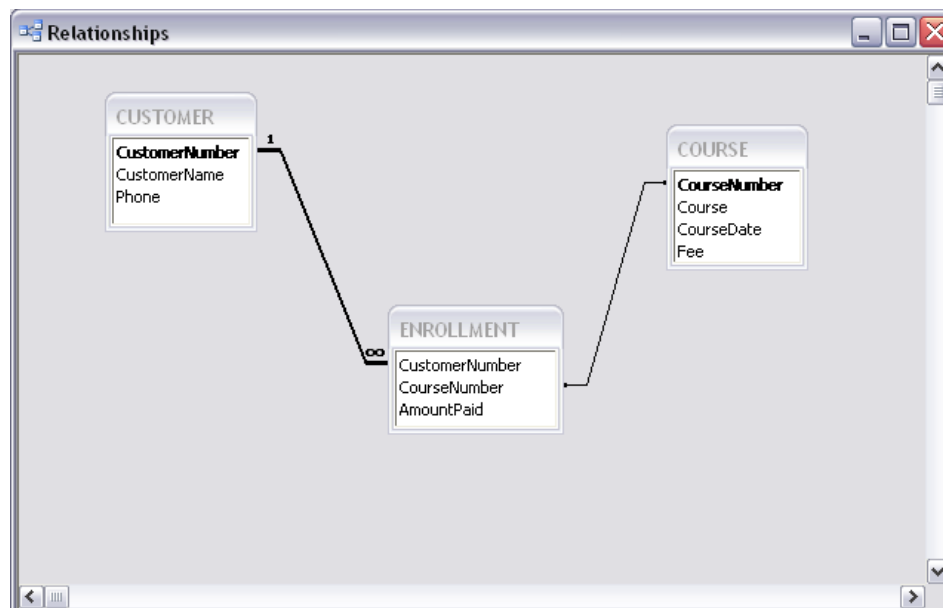 Relationships
CUSTOMER
CustomerNumber
CustomerName
Phone
1
∞
COURSE
CourseNumber
Course
CourseDate
Fee
ENROLLMENT
CustomerNumber
CourseNumber
AmountPaid